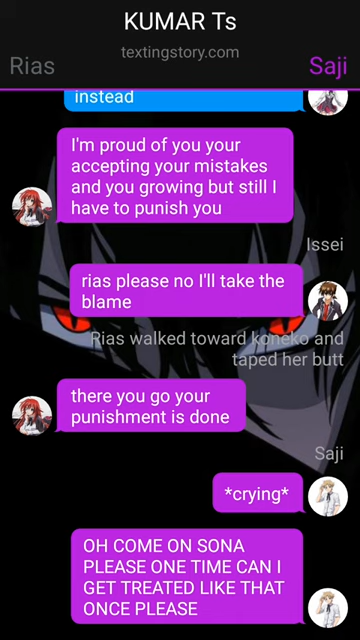 KUMAR Ts
textingstory.com
Rias
Saji
instead
I'm proud of you your
accepting your mistakes
and you growing but still I
have to punish you
Issei
rias please no I'll take the
blame
Rias walked toward koneko and
taped her butt
there you go your
punishment is done
Saji
*crying*
OH COME ON SONA
PLEASE ONE TIME CAN I
GET TREATED LIKE THAT
ONCE PLEASE